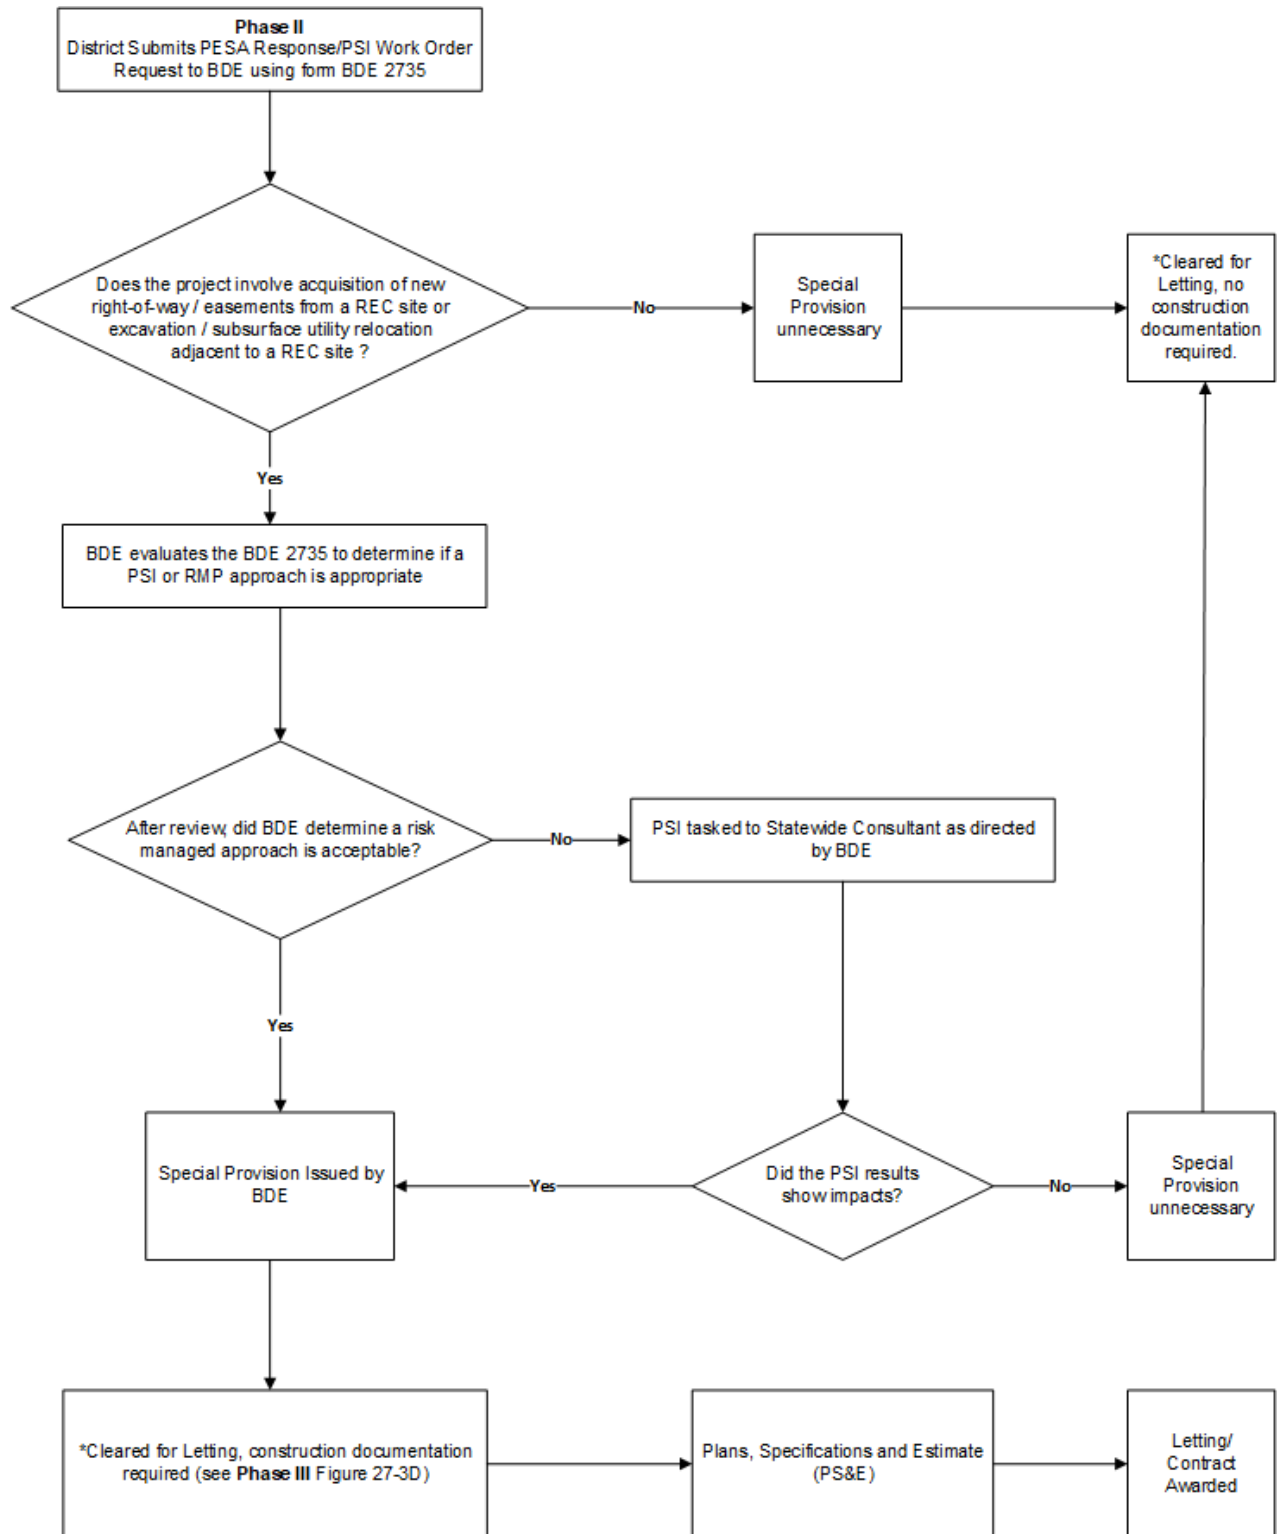 Phase II
District Submits PESA Response/PSI Work Order
Request to BDE using form BDE 2735
Does the project involve acquisition of new
right-of-way / easements from a REC site or
excavation / subsurface utility relocation
adjacent to a REC site ?
No
Special
Provision
unnecessary
*Cleared for
Letting, no
construction
documentation
required.
Yes
BDE evaluates the BDE 2735 to determine if a
PSI or RMP approach is appropriate
After review, did BDE determine a risk
managed approach is acceptable?
No
PSI tasked to Statewide Consultant as directed
by BDE
Yes
Special Provision Issued by
BDE
Yes
Did the PSI results
show impacts?
No
Special
Provision
unnecessary
*Cleared for Letting, construction documentation
required (see Phase III Figure 27-3D)
Plans, Specifications and Estimate
(PS&E)
Letting/
Contract
Awarded